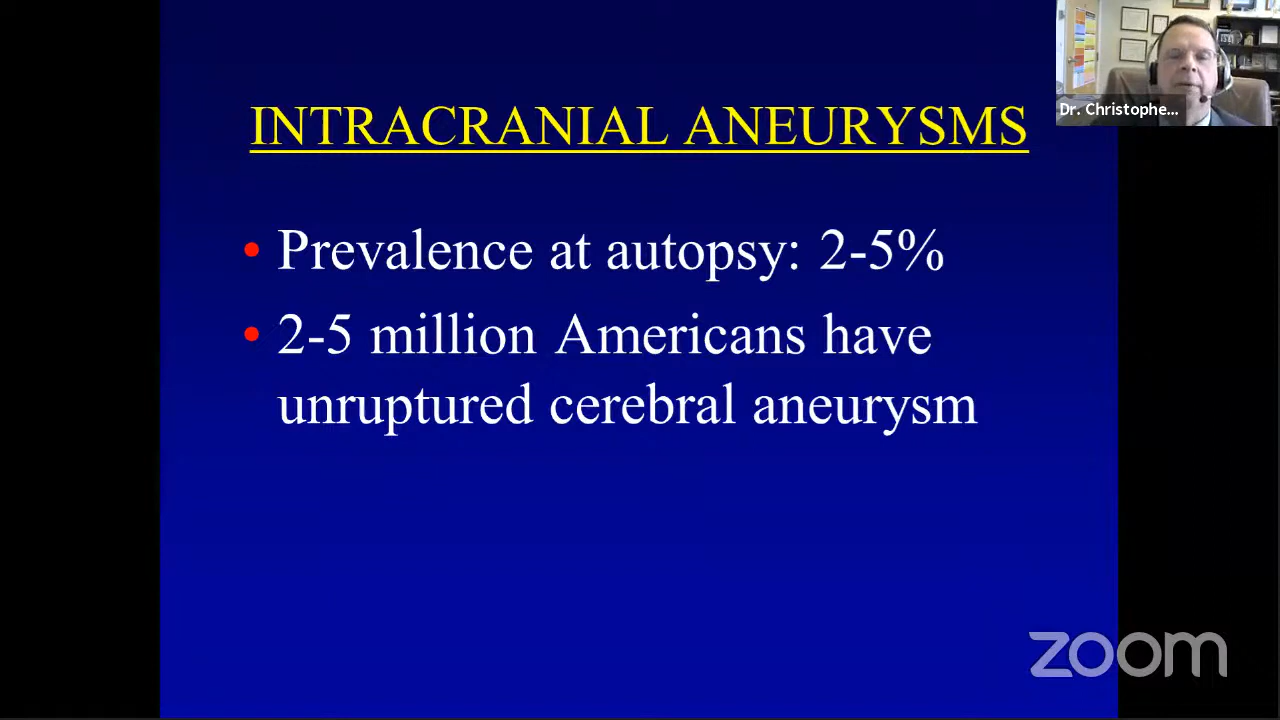 INTRACRANIAL ANEURYSMS
• Prevalence at autopsy: 2-5%
• 2-5 million Americans have
unruptured cerebral aneurysm
Dr. Christophe...
zoom